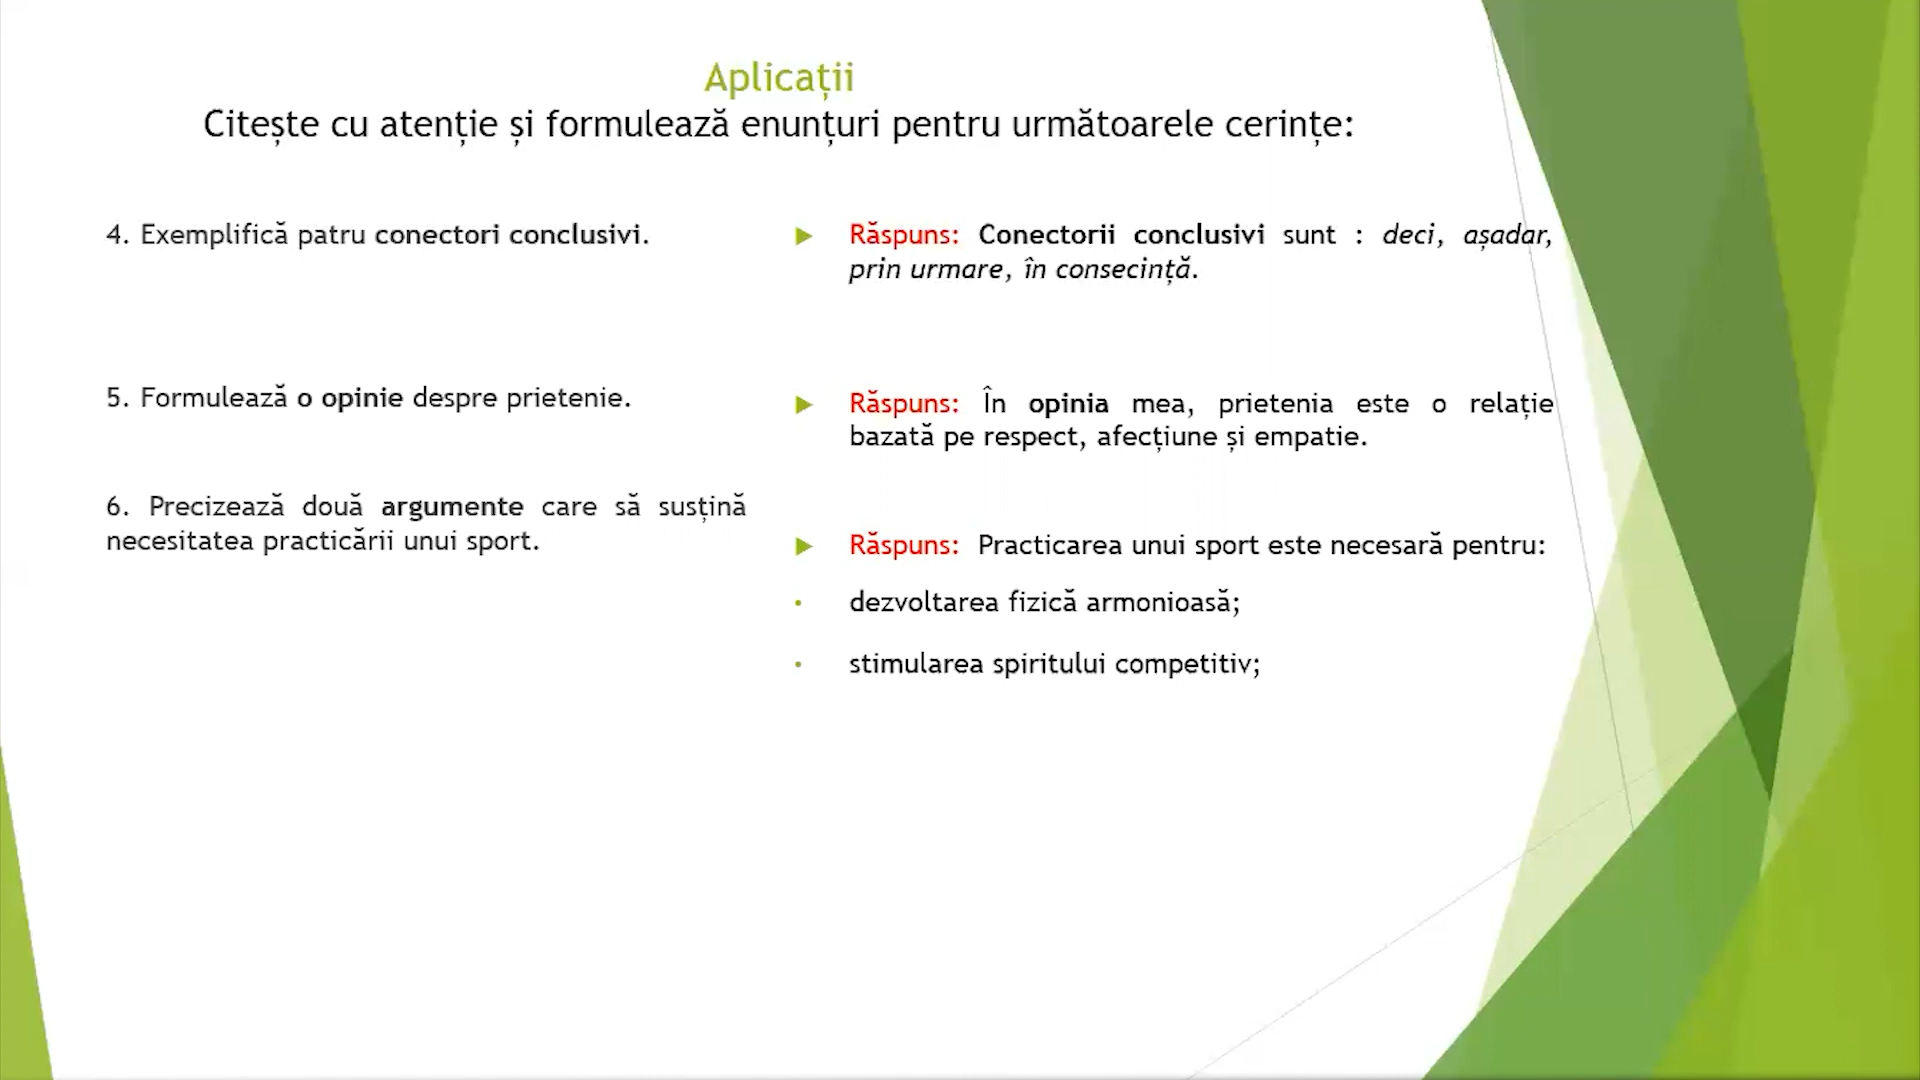 Aplicații
Citește cu atenție și formulează enunțuri pentru următoarele cerințe:
4. Exemplifică patru conectori conclusivi.
5. Formulează o opinie despre prietenie.
6. Precizează două argumente care să susțină
necesitatea practicării unui sport.
Răspuns: Conectorii conclusivi sunt : deci, așadar,
prin urmare, în consecință.
Răspuns: În opinia mea, prietenia este o relație
bazată pe respect, afecțiune și empatie.
Răspuns: Practicarea unui sport este necesară pentru:
• dezvoltarea fizică armonioasă;
• stimularea spiritului competitiv;